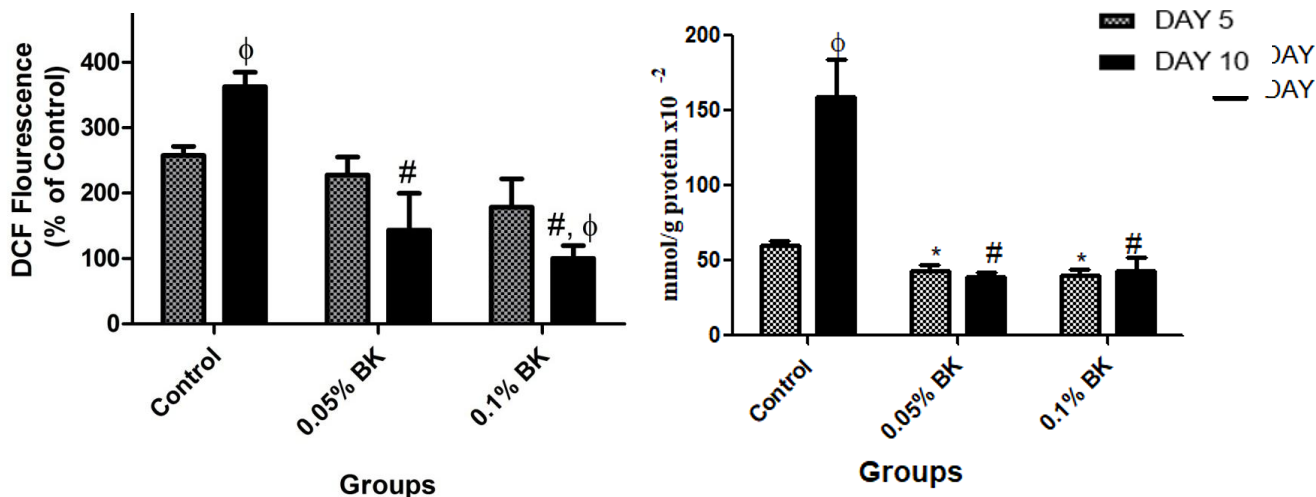 DCF Flourescence
(% of Control)
400
300
200
100
0
ϕ
#
#, ϕ
Control
0.05% BK
0.1% BK
Groups
mmol/g protein x10 -2
200
150
100
50
0
ϕ
*
#
*
#
Control
0.05% BK
0.1% BK
Groups
DAY 5
DAY 10
DAY
DAY